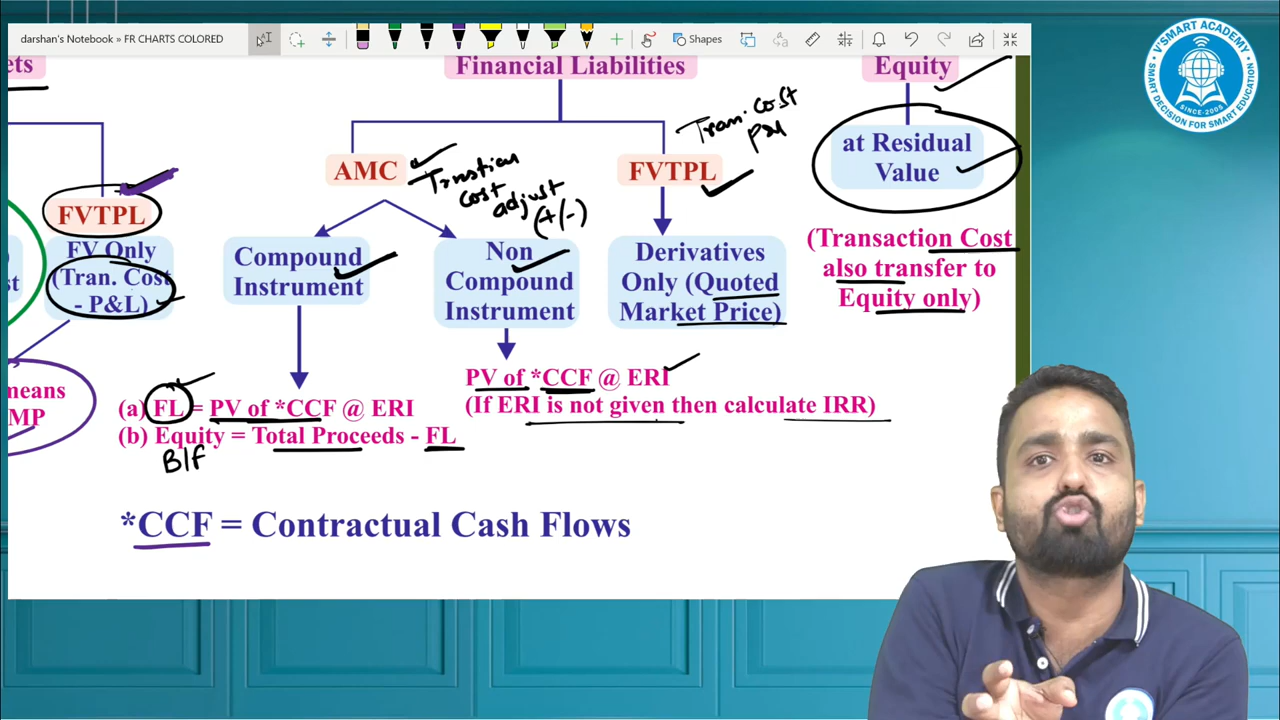 darshan's Notebook » FR CHARTS COLORED
Shapes
ets
Financial Liabilities
Equity
FVTPL
FV Only
(Tran. Cost
- P&L)
means
MP
AMC
Trnstion
cost
adjust
(+/-)
FVTPL
Tran. Cost
P&L
at Residual
Value
Compound
Instrument
Non
Compound
Instrument
Derivatives
Only (Quoted
Market Price)
(Transaction Cost
also transfer to
Equity only)
PV of *CCF @ ERI
(If ERI is not given then calculate IRR)
(a) FL = PV of *CCF @ ERI
(b) Equity = Total Proceeds - FL
B/F
*CCF = Contractual Cash Flows
V'SMART ACADEMY
SINCE-2005
SMART DECISION FOR SMART EDUCATION